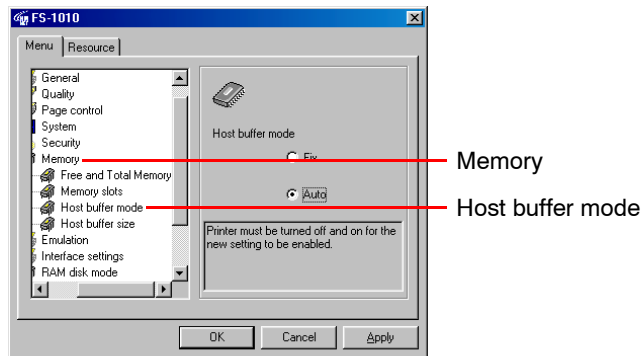 FS-1010
Menu
Resource
General
Quality
Page control
System
Security
Memory
Free and Total Memory
Memory slots
Host buffer mode
Host buffer size
Emulation
Interface settings
RAM disk mode
Host buffer mode
Fix
Auto
Printer must be turned off and on for the
new setting to be enabled.
OK
Cancel
Apply
Memory
Host buffer mode